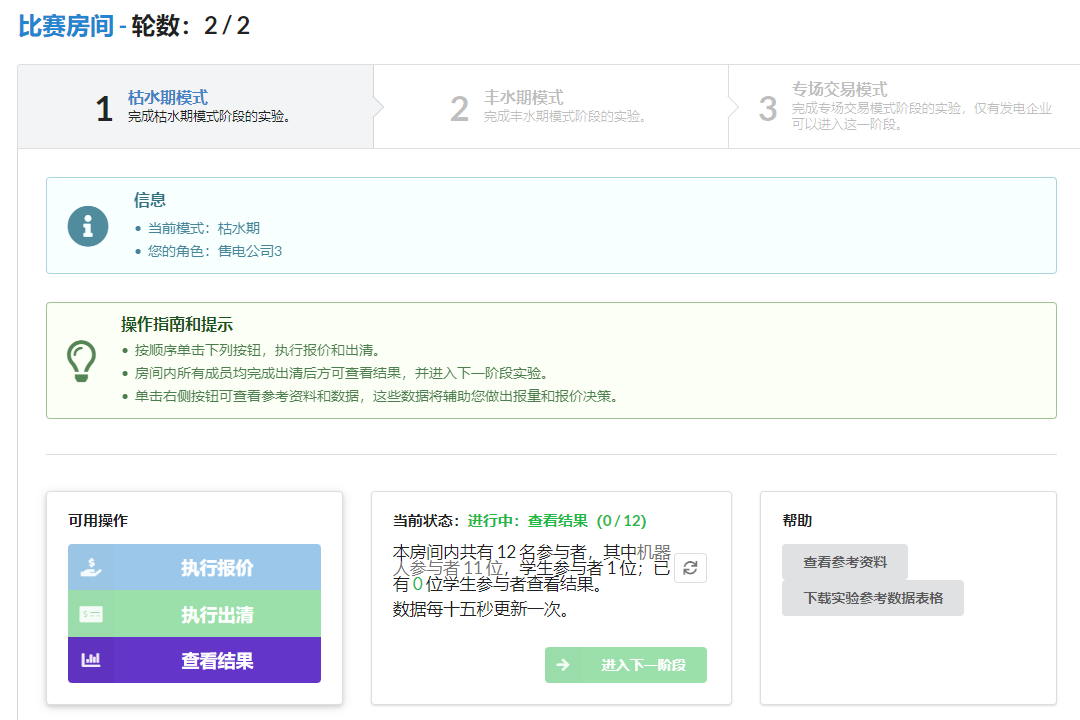 比赛房间 - 轮数：2 / 2
1
枯水期模式
完成枯水期模式阶段的实验。
2
丰水期模式
完成丰水期模式阶段的实验。
3
专场交易模式
完成专场交易模式阶段的实验，仅有发电企业
可以进入这一阶段。
信息
当前模式：枯水期
您的角色：售电公司3
操作指南和提示
按顺序单击下列按钮，执行报价和出清。
房间内所有成员均完成出清后方可查看结果，并进入下一阶段实验。
单击右侧按钮可查看参考资料和数据，这些数据将辅助您做出报量和报价决策。
可用操作
执行报价
执行出清
查看结果
当前状态：进行中：查看结果（0 / 12）
本房间内共有 12 名参与者，其中机器
人参与者 11 位，学生参与者 1 位；已
有 0 位学生参与者查看结果。
数据每十五秒更新一次。
进入下一阶段
帮助
查看参考资料
下载实验参考数据表格